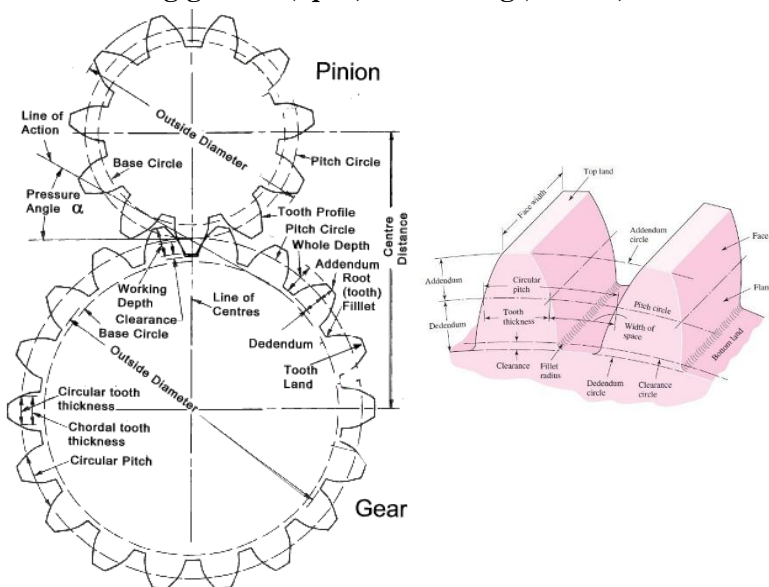 Pinion
Line of
Action
Outside Diameter
Base Circle
Pitch Circle
Pressure
Angle α
Centre
Distance
Tooth Profile
Pitch Circle
Whole Depth
Working
Depth
Addendum
Root
(tooth)
Filllet
Clearance
Line of
Centres
Base Circle
Dedendum
Tooth
Land
Outside Diameter
Circular tooth
thickness
Chordal tooth
thickness
Circular Pitch
Gear
Top land
Face width
Addendum
circle
Face
Addendum
Circular
pitch
Flan
Pitch circle
Dedendum
Tooth
thickness
Width of
space
Bottom land
Clearance
Fillet
radius
Dedendum
circle
Clearance
circle